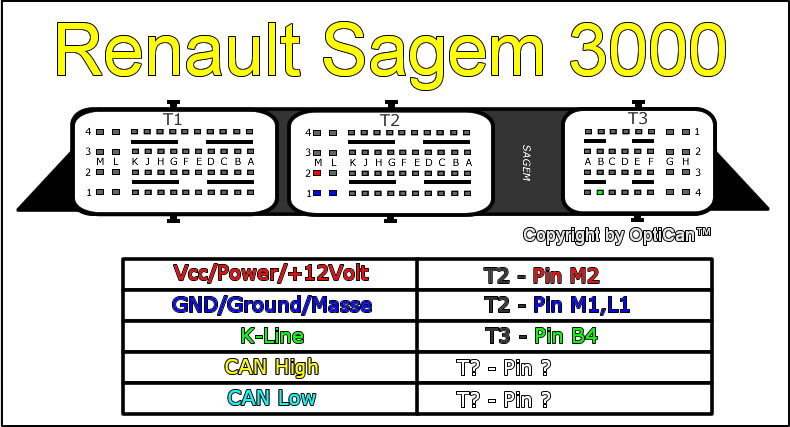 Renault Sagem 3000
T1 T2 T3
4 4 1
3 3 2
M L K J H G F E D C B A M L K J H G F E D C B A A B C D E F G H
2 2 3
1 1 4
SAGEM
Copyright by OptiCan™
Vcc/Power/+12Volt T2 - Pin M2
GND/Ground/Masse T2 - Pin M1,L1
K-Line T3 - Pin B4
CAN High T? - Pin ?
CAN Low T? - Pin ?